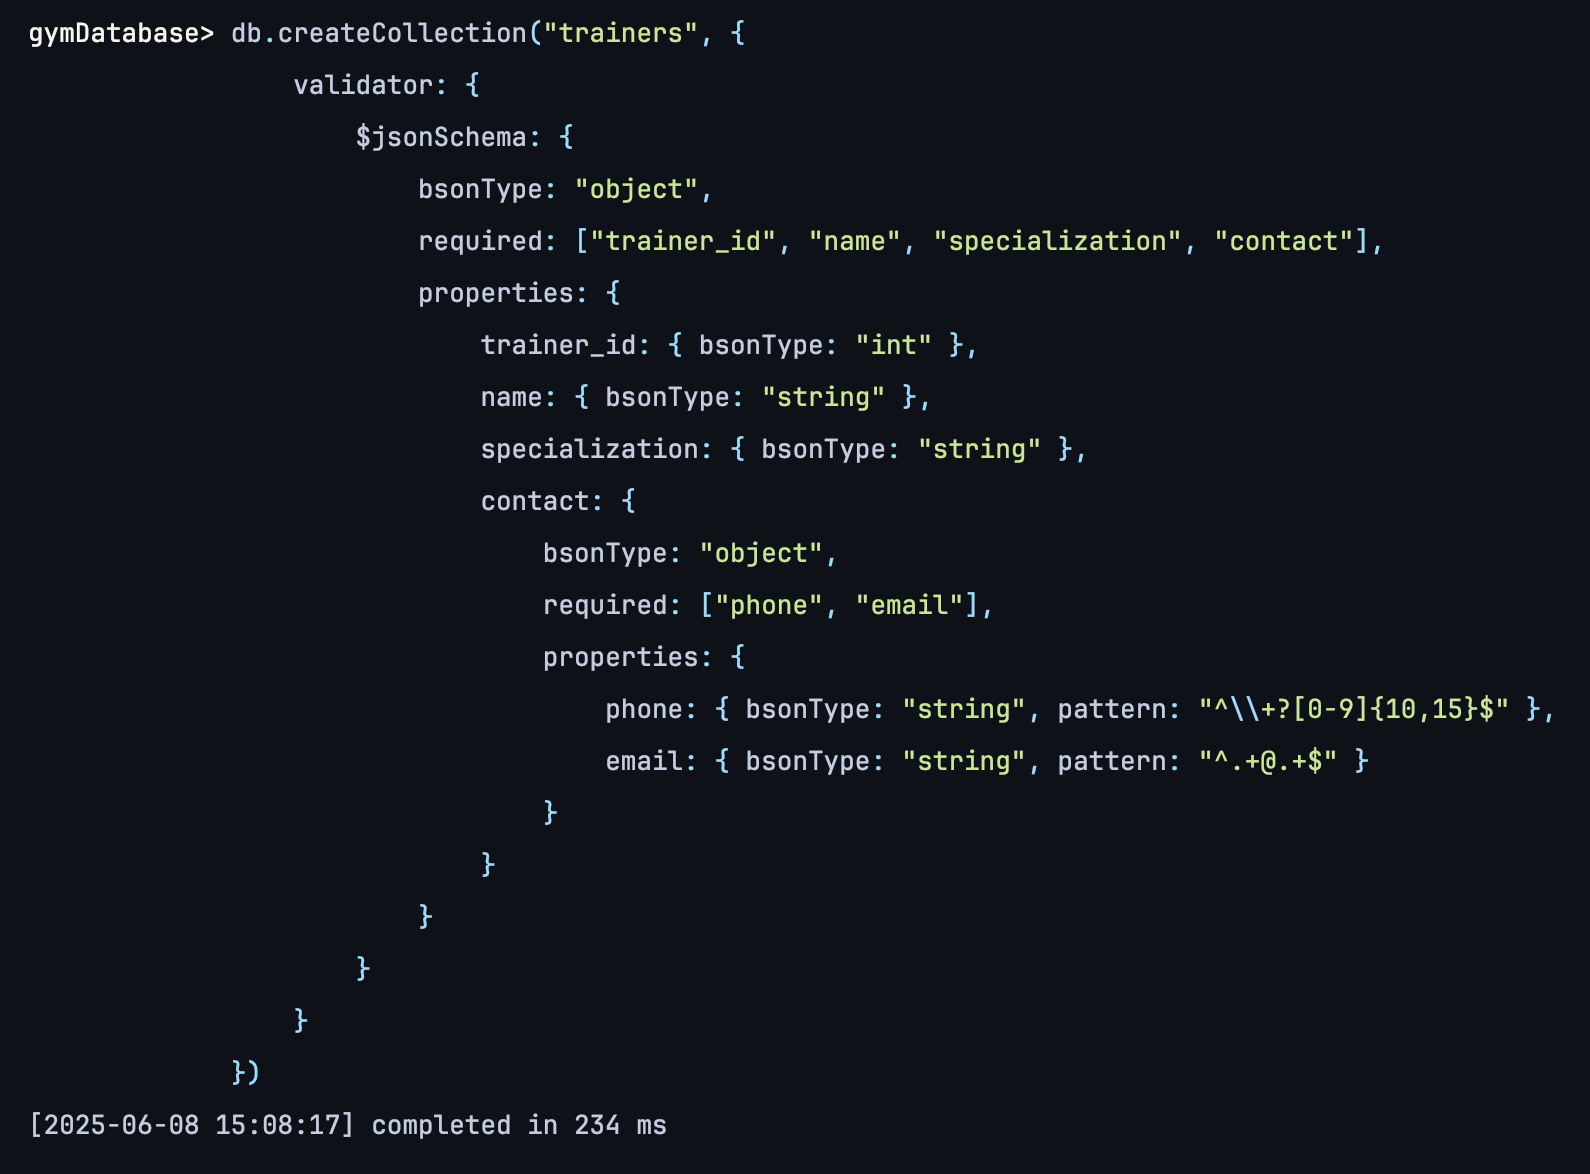 gymDatabase> db.createCollection("trainers", {
validator: {
$jsonSchema: {
bsonType: "object",
required: ["trainer_id", "name", "specialization", "contact"],
properties: {
trainer_id: { bsonType: "int" },
name: { bsonType: "string" },
specialization: { bsonType: "string" },
contact: {
bsonType: "object",
required: ["phone", "email"],
properties: {
phone: { bsonType: "string", pattern: "^\\+?[0-9]{10,15}$" },
email: { bsonType: "string", pattern: "^.+@.+$" }
}
}
}
}
}
})
[2025-06-08 15:08:17] completed in 234 ms